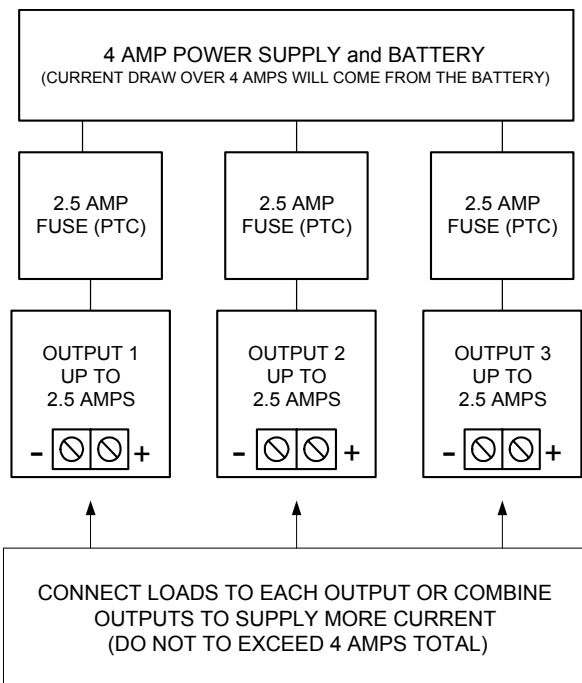 4 AMP POWER SUPPLY and BATTERY
(CURRENT DRAW OVER 4 AMPS WILL COME FROM THE BATTERY)
2.5 AMP
FUSE (PTC)
2.5 AMP
FUSE (PTC)
2.5 AMP
FUSE (PTC)
OUTPUT 1
UP TO
2.5 AMPS
- +
OUTPUT 2
UP TO
2.5 AMPS
- +
OUTPUT 3
UP TO
2.5 AMPS
- +
CONNECT LOADS TO EACH OUTPUT OR COMBINE
OUTPUTS TO SUPPLY MORE CURRENT
(DO NOT TO EXCEED 4 AMPS TOTAL)